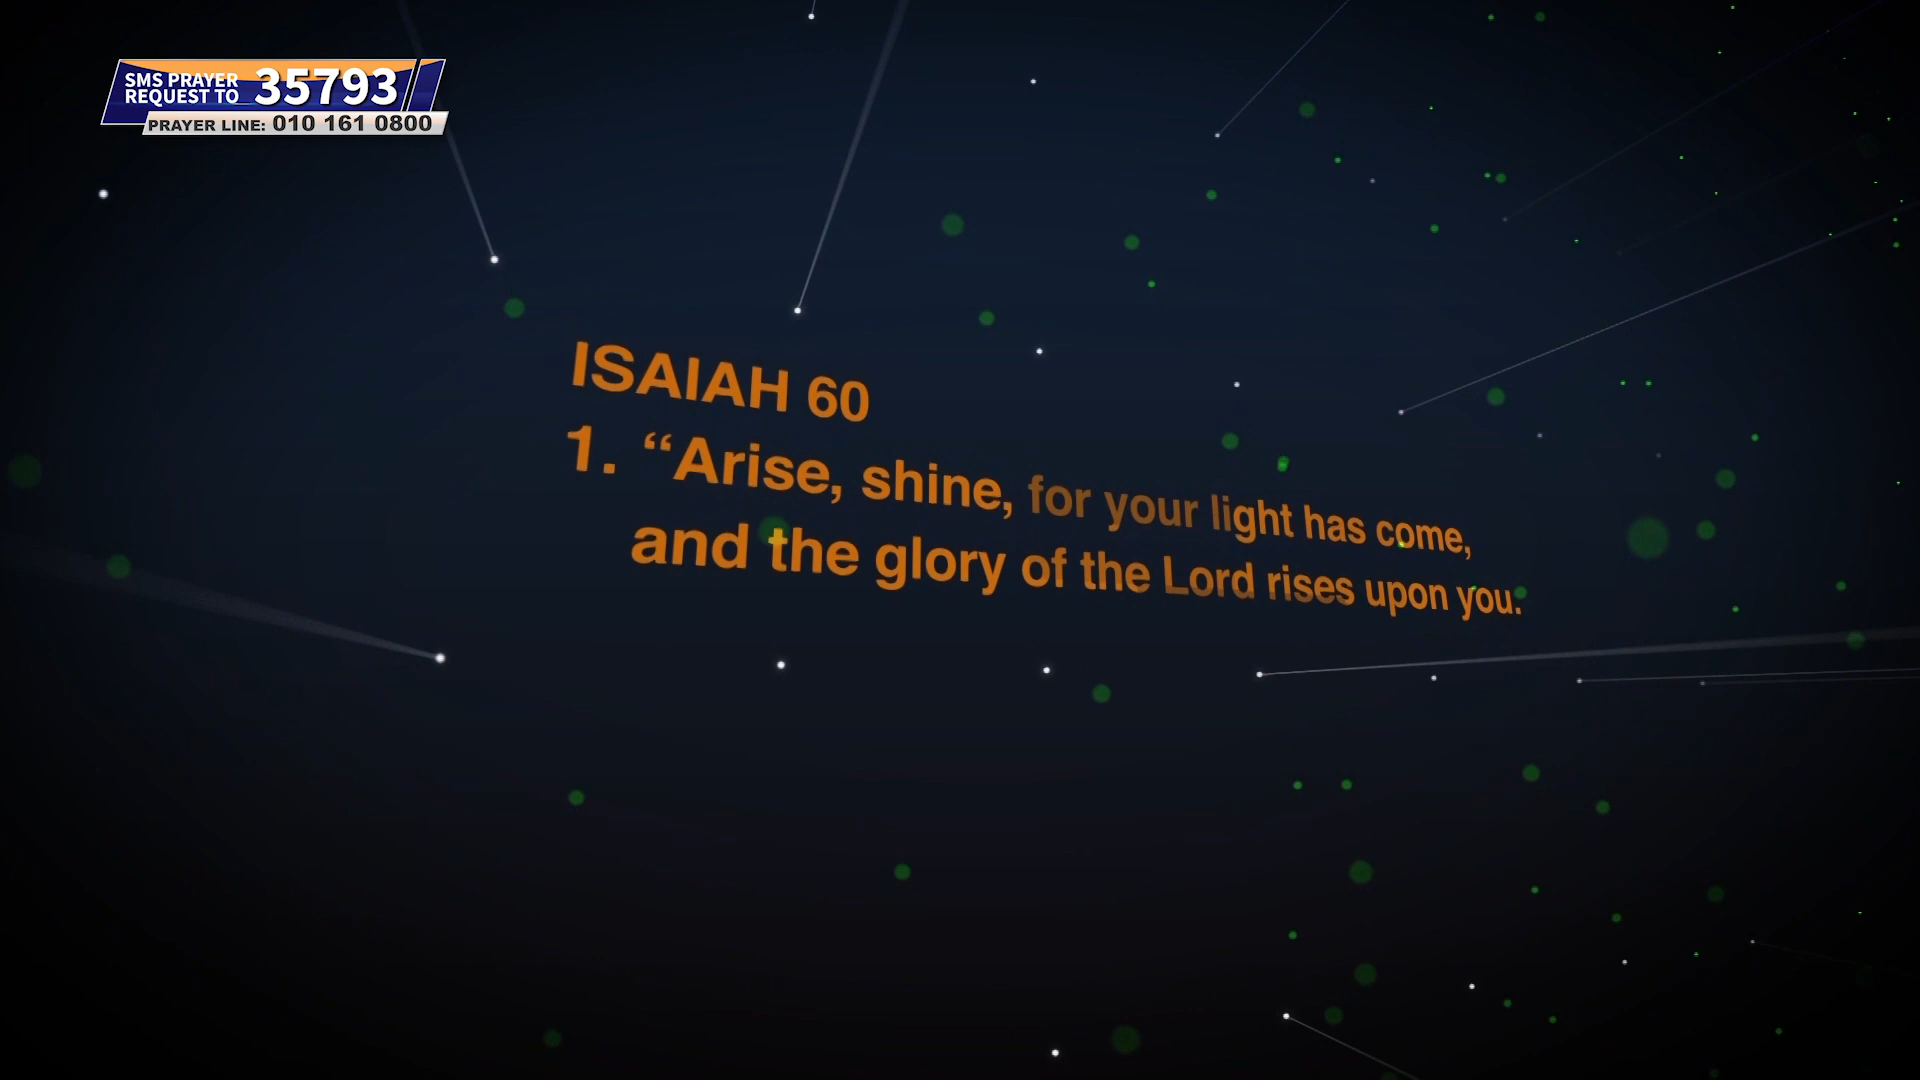 SMS PRAYER
REQUEST TO 35793
PRAYER LINE: 010 161 0800
ISAIAH 60
1. “Arise, shine, for your light has come,
and the glory of the Lord rises upon you.